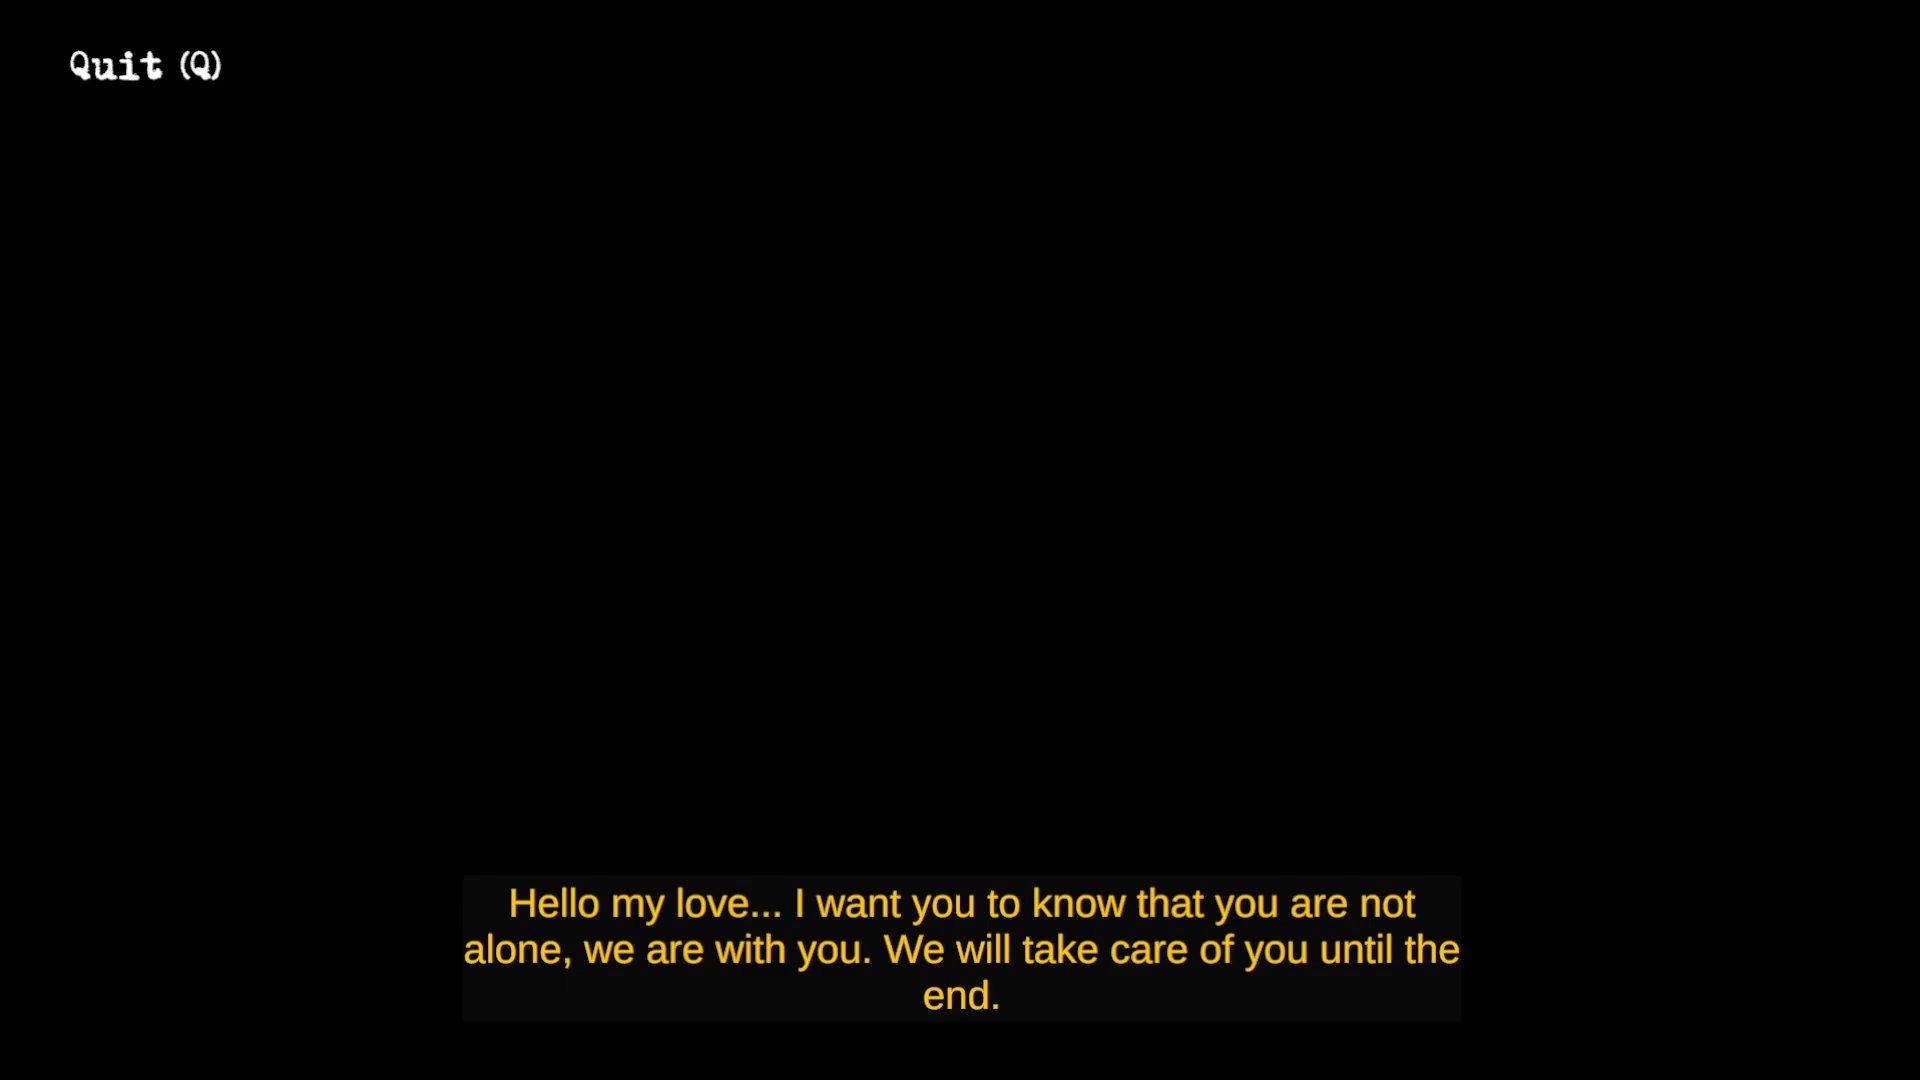 Quit (Q)
Hello my love... I want you to know that you are not
alone, we are with you. We will take care of you until the
end.